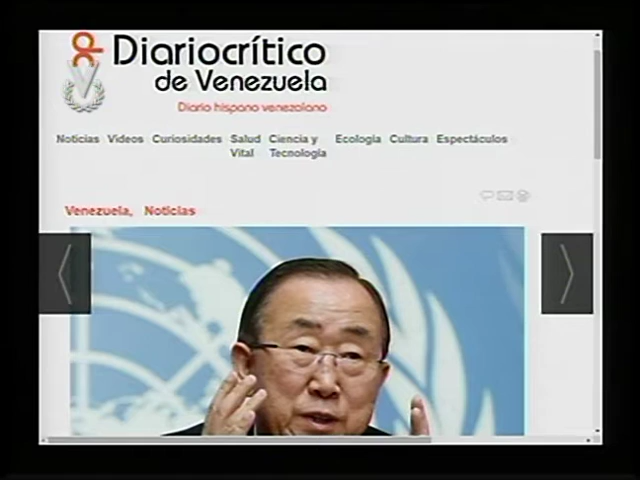 Diariocrítico
de Venezuela
Diario hispano venezolano
Noticias Videos Curiosidades Salud Vital Ciencia y Tecnología Ecología Cultura Espectáculos
Venezuela, Noticias